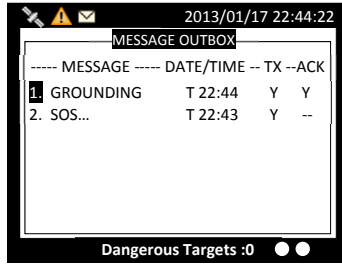 2013/01/17 22:44:22
MESSAGE OUTBOX
----- MESSAGE ----- DATE/TIME -- TX --ACK
1. GROUNDING T 22:44 Y Y
2. SOS... T 22:43 Y --
Dangerous Targets :0